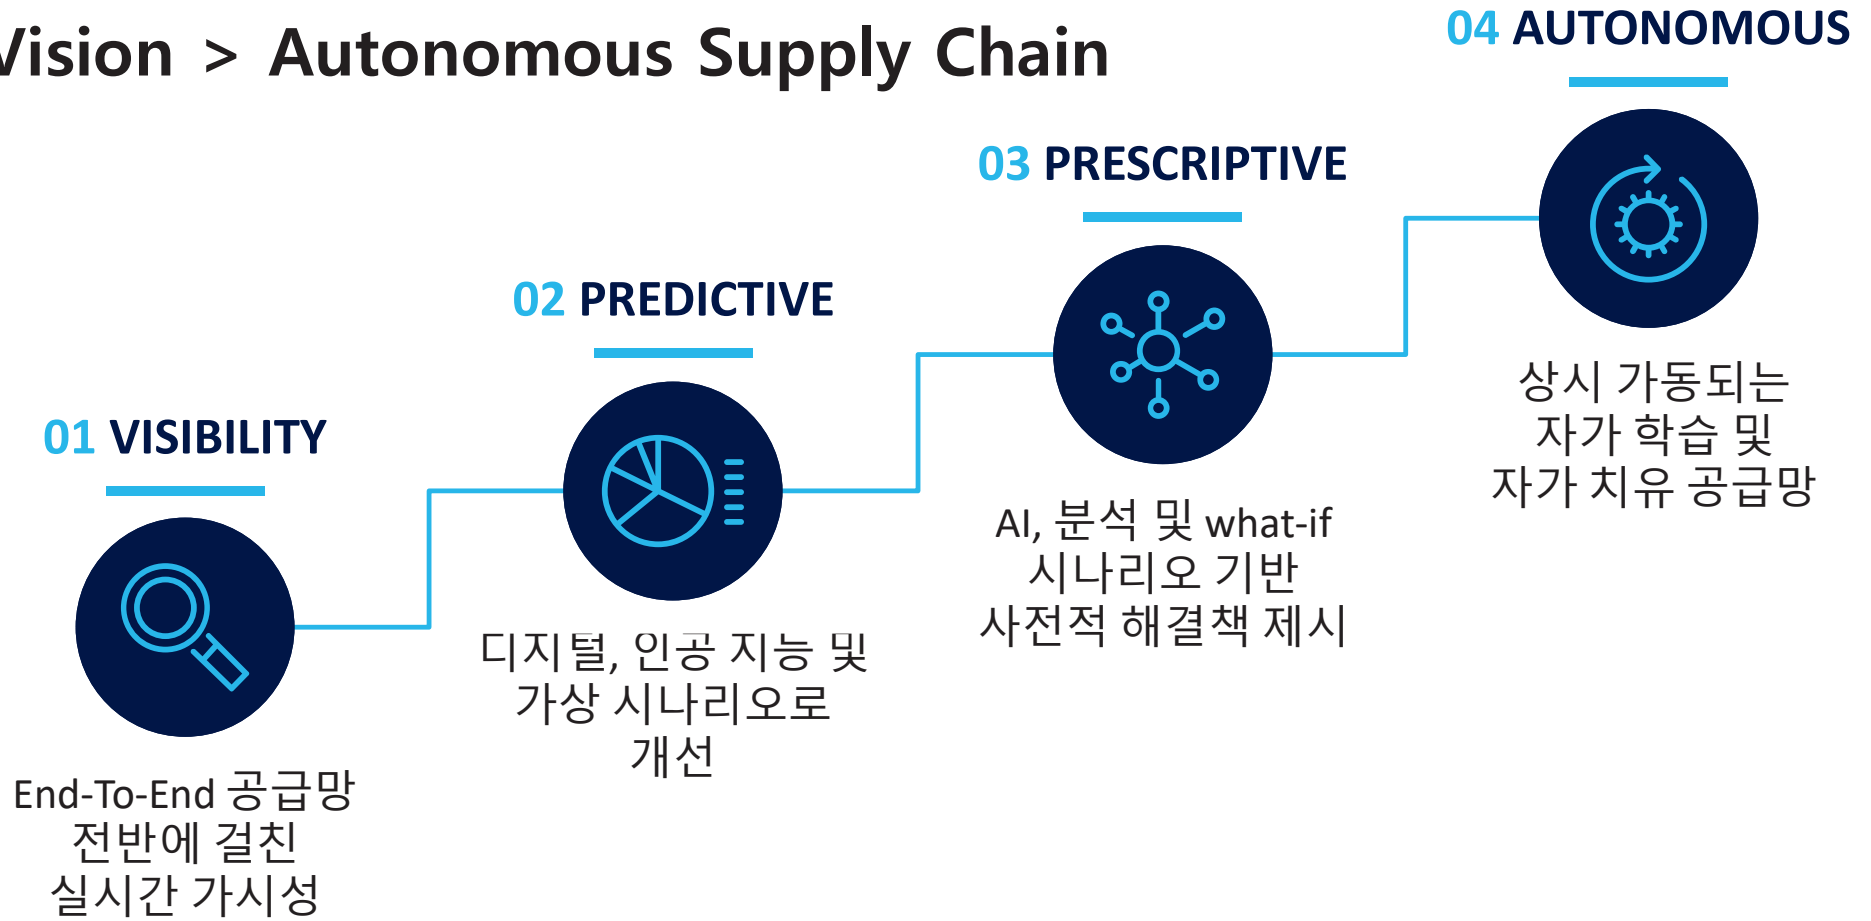 Vision > Autonomous Supply Chain
01 VISIBILITY
End-To-End 공급망
전반에 걸친
실시간 가시성
02 PREDICTIVE
디지털, 인공 지능 및
가상 시나리오로
개선
03 PRESCRIPTIVE
AI, 분석 및 what-if
시나리오 기반
사전적 해결책 제시
04 AUTONOMOUS
상시 가동되는
자가 학습 및
자가 치유 공급망